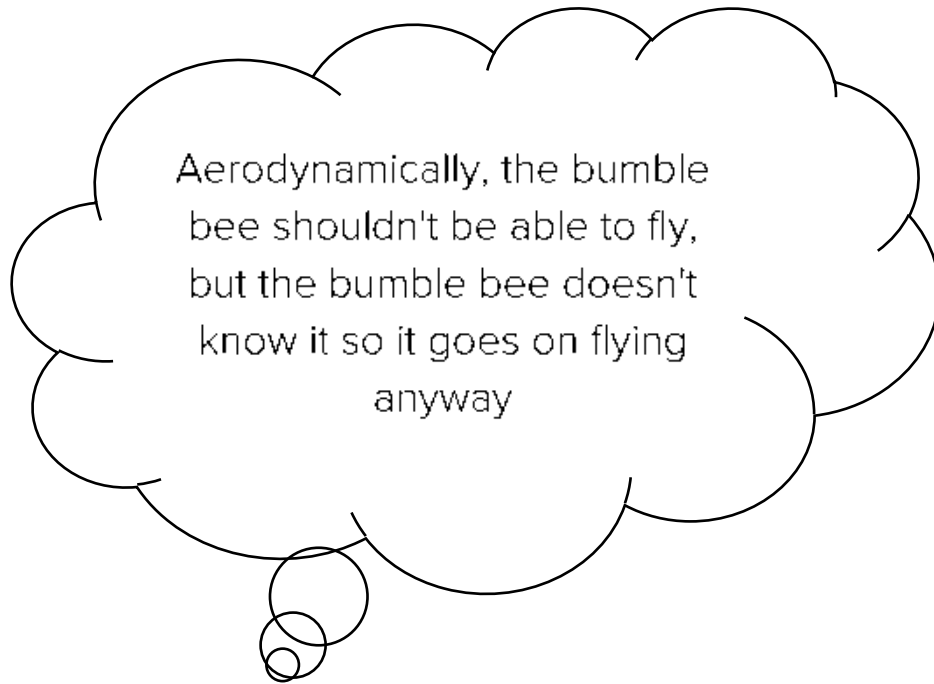 Aerodynamically, the bumble
bee shouldn't be able to fly,
but the bumble bee doesn't
know it so it goes on flying
anyway